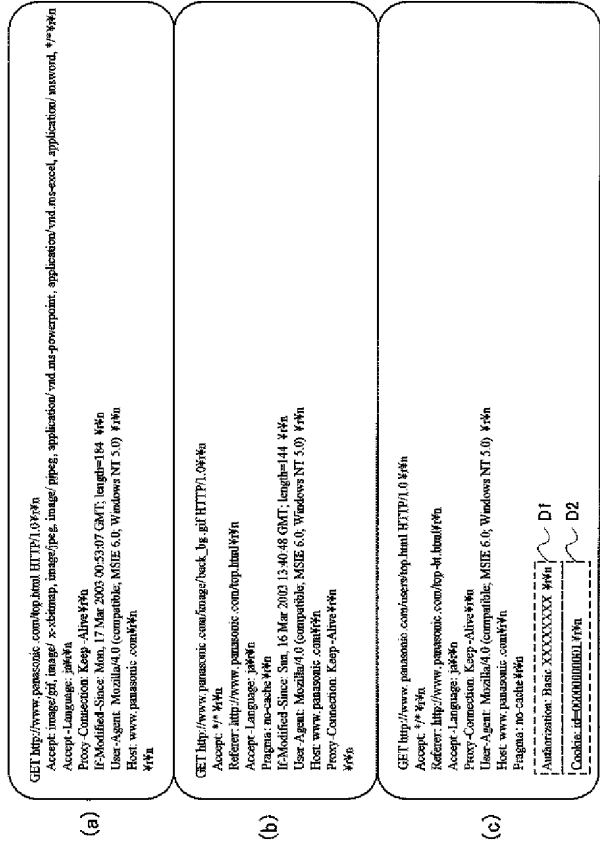 (a)
GET http://www.panasonic.com/top.html HTTP/1.0¥r¥n
Accept: image/gif, image/ x-xbitmap, image/jpeg, image/ pjpeg, application/ vnd.ms-powerpoint, application/vnd.ms-excel, application/ msword, */*¥r¥n
Accept-Language: ja¥r¥n
Proxy-Connection: Keep-Alive¥r¥n
If-Modified-Since: Mon, 17 Mar 2003 00:53:07 GMT; length=184 ¥r¥n
User-Agent: Mozilla/4.0 (compatible; MSIE 6.0; Windows NT 5.0) ¥r¥n
Host: www.panasonic.com¥r¥n
¥r¥n
(b)
GET http://www.panasonic.com/image/back_bg.gif HTTP/1.0¥r¥n
Accept: */* ¥r¥n
Referer: http://www.panasonic.com/top.html¥r¥n
Accept-Language: ja¥r¥n
Pragma: no-cache ¥r¥n
If-Modified-Since: Sun, 16 Mar 2003 13:40:48 GMT; length=144 ¥r¥n
User-Agent: Mozilla/4.0 (compatible; MSIE 6.0; Windows NT 5.0) ¥r¥n
Host: www.panasonic.com¥r¥n
Proxy-Connection: Keep-Alive¥r¥n
¥r¥n
(c)
GET http://www.panasonic.com/users/top.html HTTP/1.0 ¥r¥n
Accept: */* ¥r¥n
Referer: http://www.panasonic.com/top-bt.html¥r¥n
Accept-Language: ja¥r¥n
Proxy-Connection: Keep-Alive¥r¥n
User-Agent: Mozilla/4.0 (compatible; MSIE 6.0; Windows NT 5.0) ¥r¥n
Host: www.panasonic.com¥r¥n
Pragma: no-cache ¥r¥n
Authorization: Basic XXXXXXXX ¥r¥n D1
Cookie: ¥r¥n D2